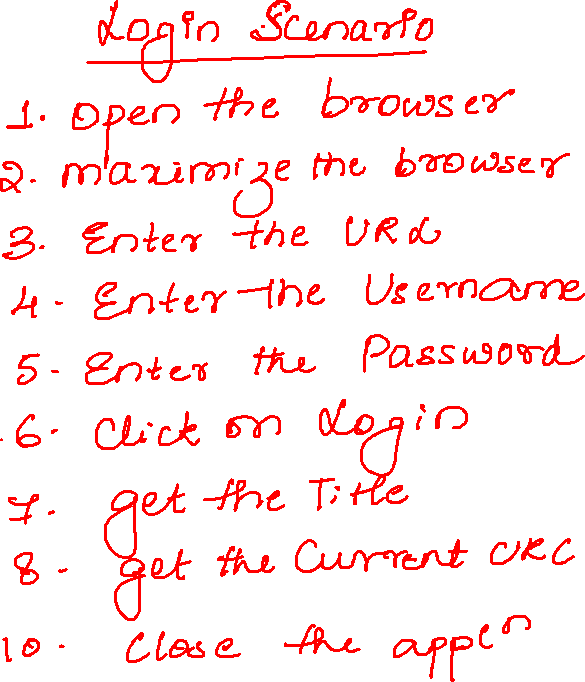 Login Scenario
1. Open the browser
2. maximize the browser
3. Enter the URL
4. Enter the Username
5. Enter the Password
6. Click on Login
7. get the Title
8. get the Current URL
10. Close the appln